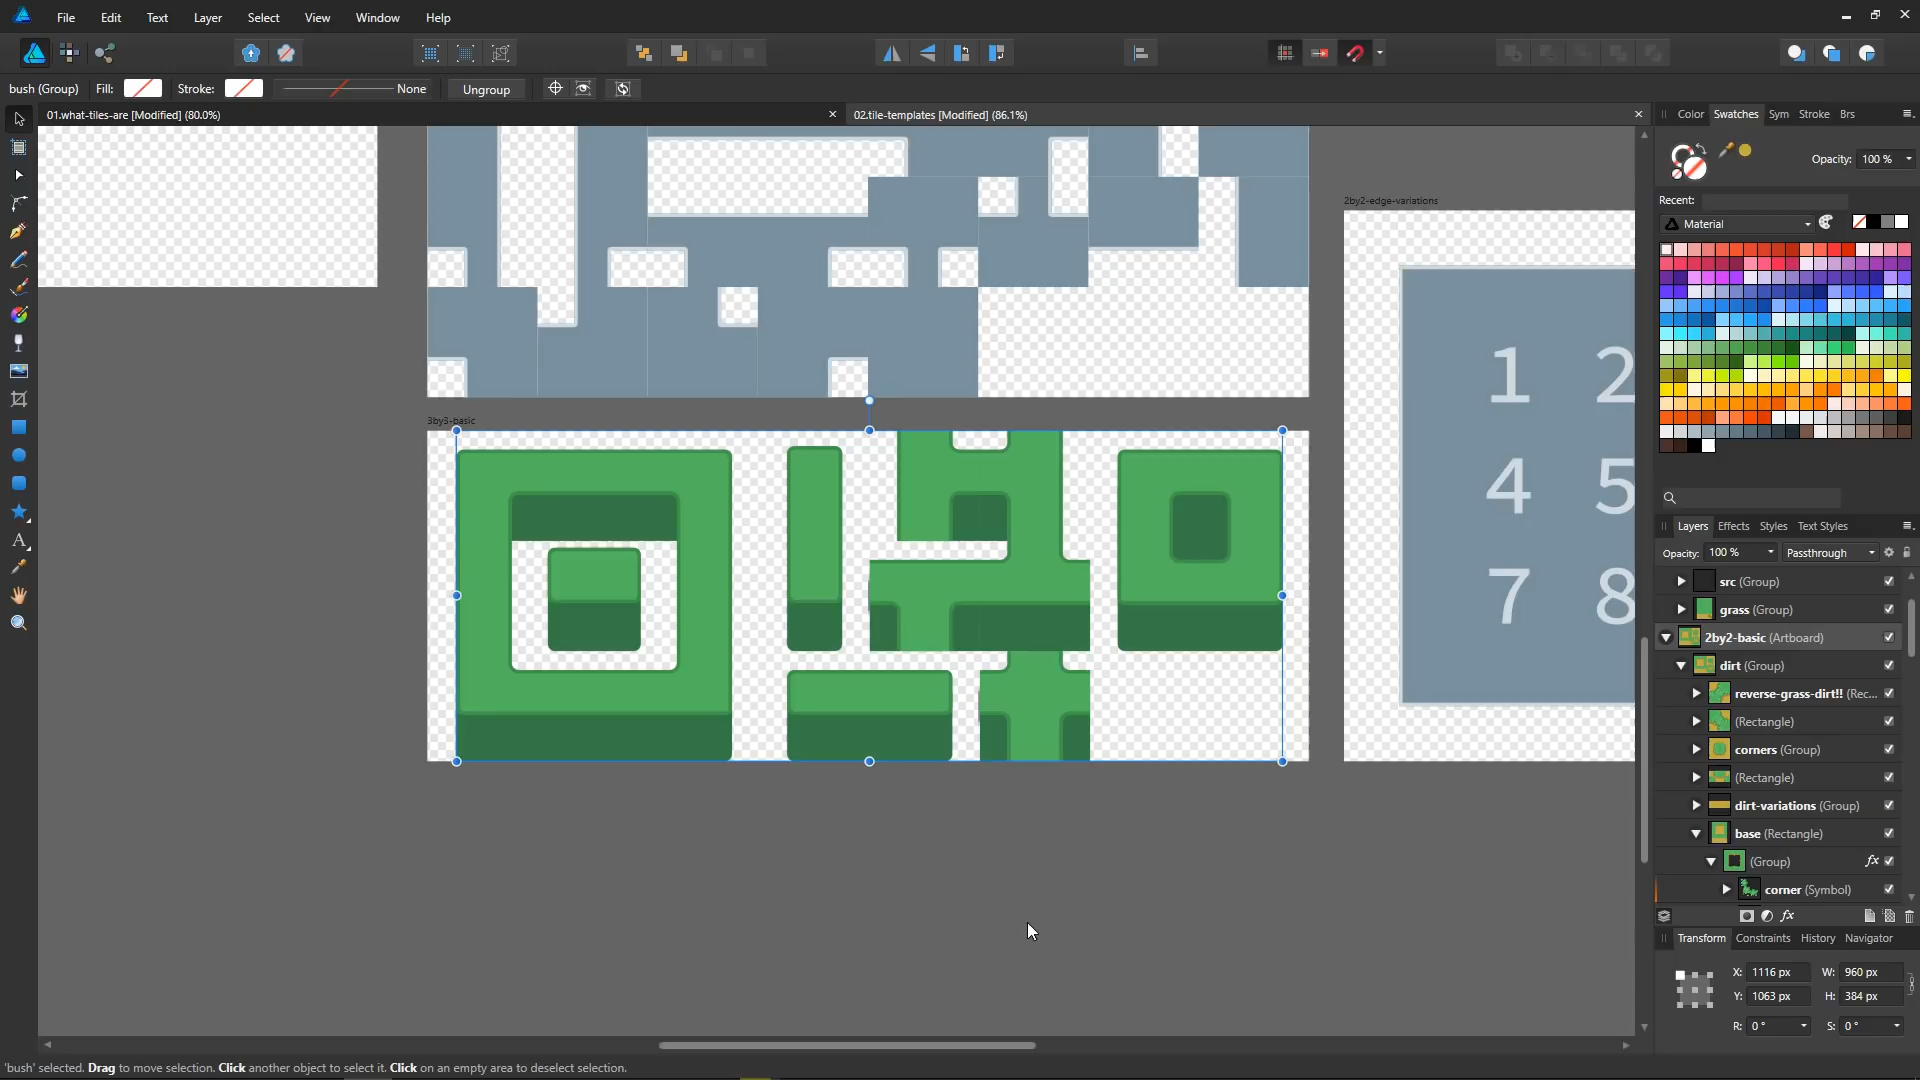 File Edit Text Layer Select View Window Help
bush (Group) Fill: Stroke: None Ungroup
01.what-tiles-are [Modified] (80.0%)
02.tile-templates [Modified] (86.1%)
Color Swatches Sym Stroke Brs
Opacity: 100 %
Recent:
Material
2by2-edge-variations
3by3-basic
1 2
4 5
7 8
Layers Effects Styles Text Styles
Opacity: 100 % Passthrough
src (Group)
grass (Group)
2by2-basic (Artboard)
dirt (Group)
reverse-grass-dirt!! (Rec...
(Rectangle)
corners (Group)
(Rectangle)
dirt-variations (Group)
base (Rectangle)
(Group) fx
corner (Symbol)
fx
Transform Constraints History Navigator
X: 1116 px W: 960 px
Y: 1063 px H: 384 px
R: 0 ° S: 0 °
'bush' selected. Drag to move selection. Click another object to select it. Click on an empty area to deselect selection.